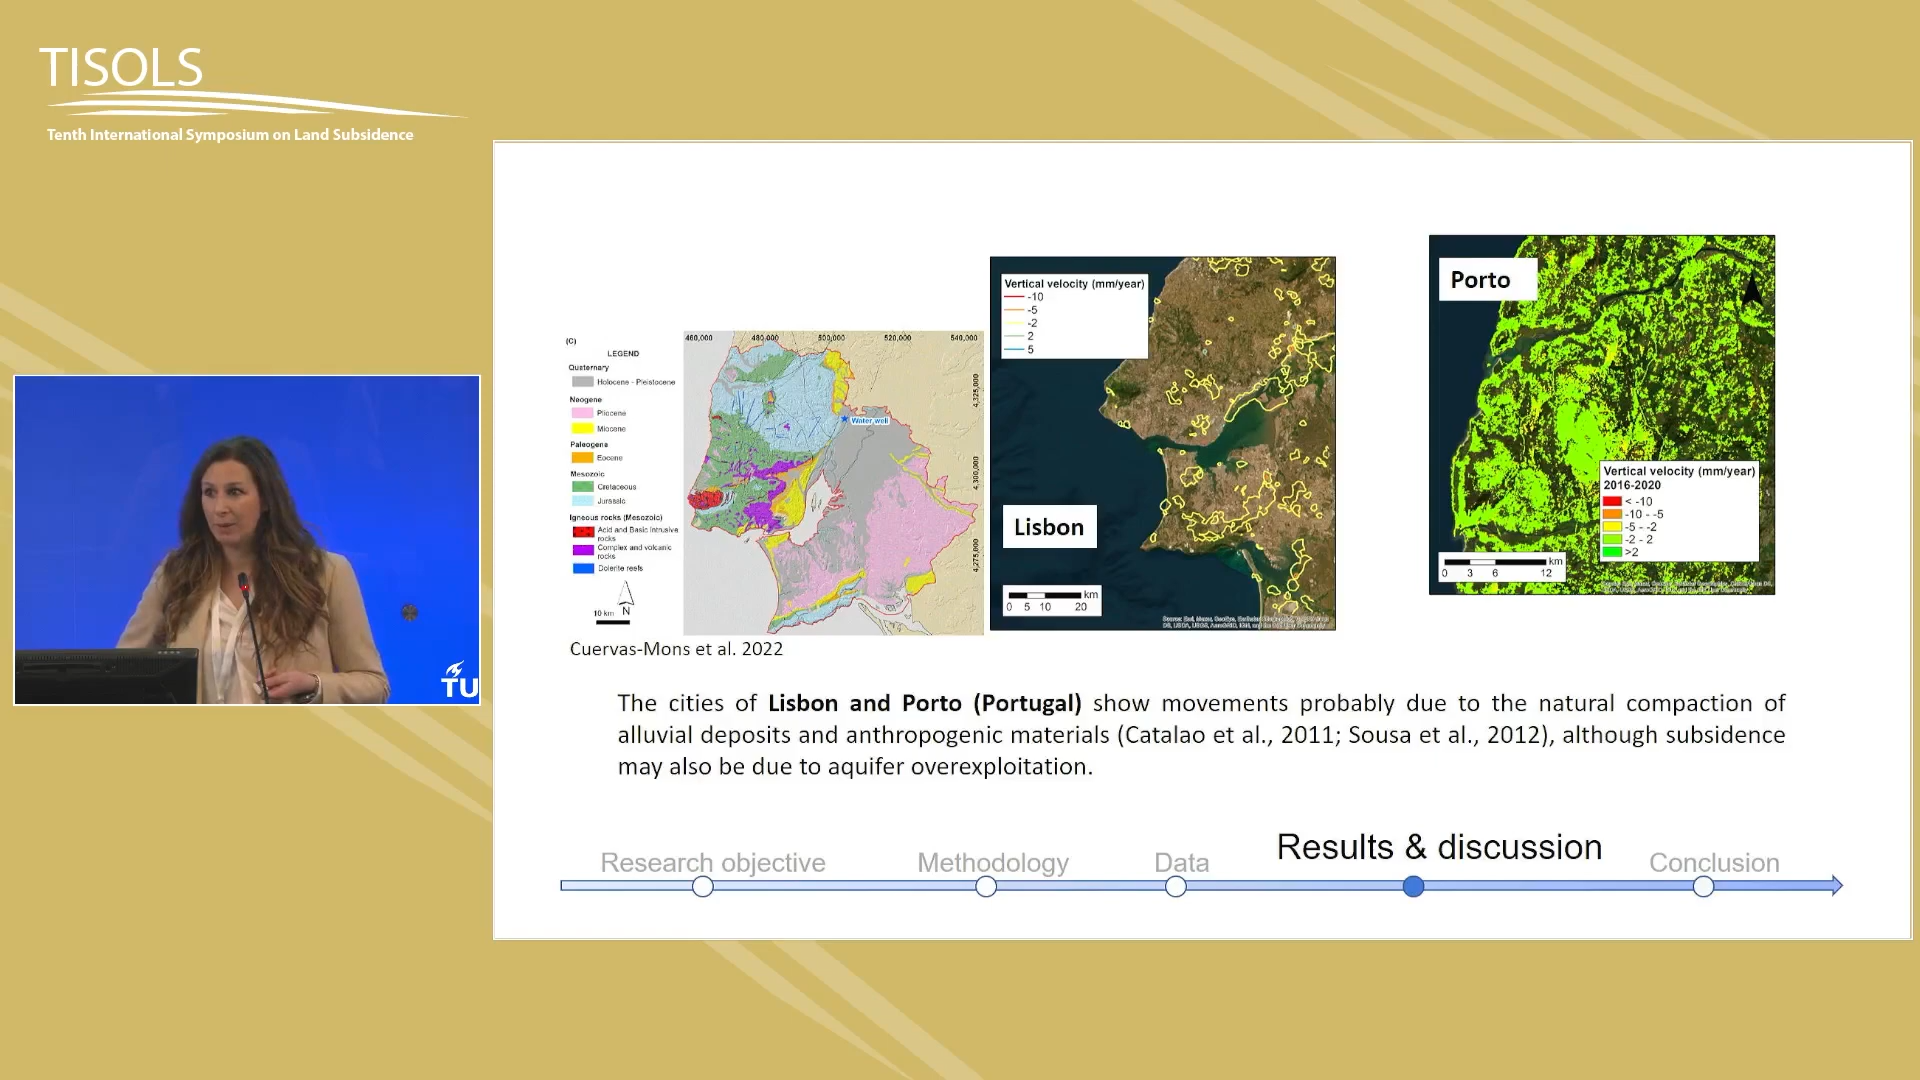 TISOLS
Tenth International Symposium on Land Subsidence
TU
(C)
LEGEND
Quaternary
Holocene - Pleistocene
Neogene
Pliocene
Miocene
Paleogene
Eocene
Mesozoic
Cretaceous
Jurassic
Igneous rocks (Mesozoic)
Acid and Basic Intrusive
rocks
Complex and volcanic
rocks
Dolerite reefs
10 km
N
460,000 480,000 500,000 520,000 540,000
4,325,000
4,300,000
4,275,000
Water well
Cuervas-Mons et al. 2022
Vertical velocity (mm/year)
-10
-5
-2
2
5
Lisbon
km
0 5 10 20
Porto
Vertical velocity (mm/year)
2016-2020
< -10
-10 - -5
-5 - -2
-2 - 2
>2
km
0 3 6 12
The cities of Lisbon and Porto (Portugal) show movements probably due to the natural compaction of
alluvial deposits and anthropogenic materials (Catalao et al., 2011; Sousa et al., 2012), although subsidence
may also be due to aquifer overexploitation.
Research objective
Methodology
Data
Results & discussion
Conclusion